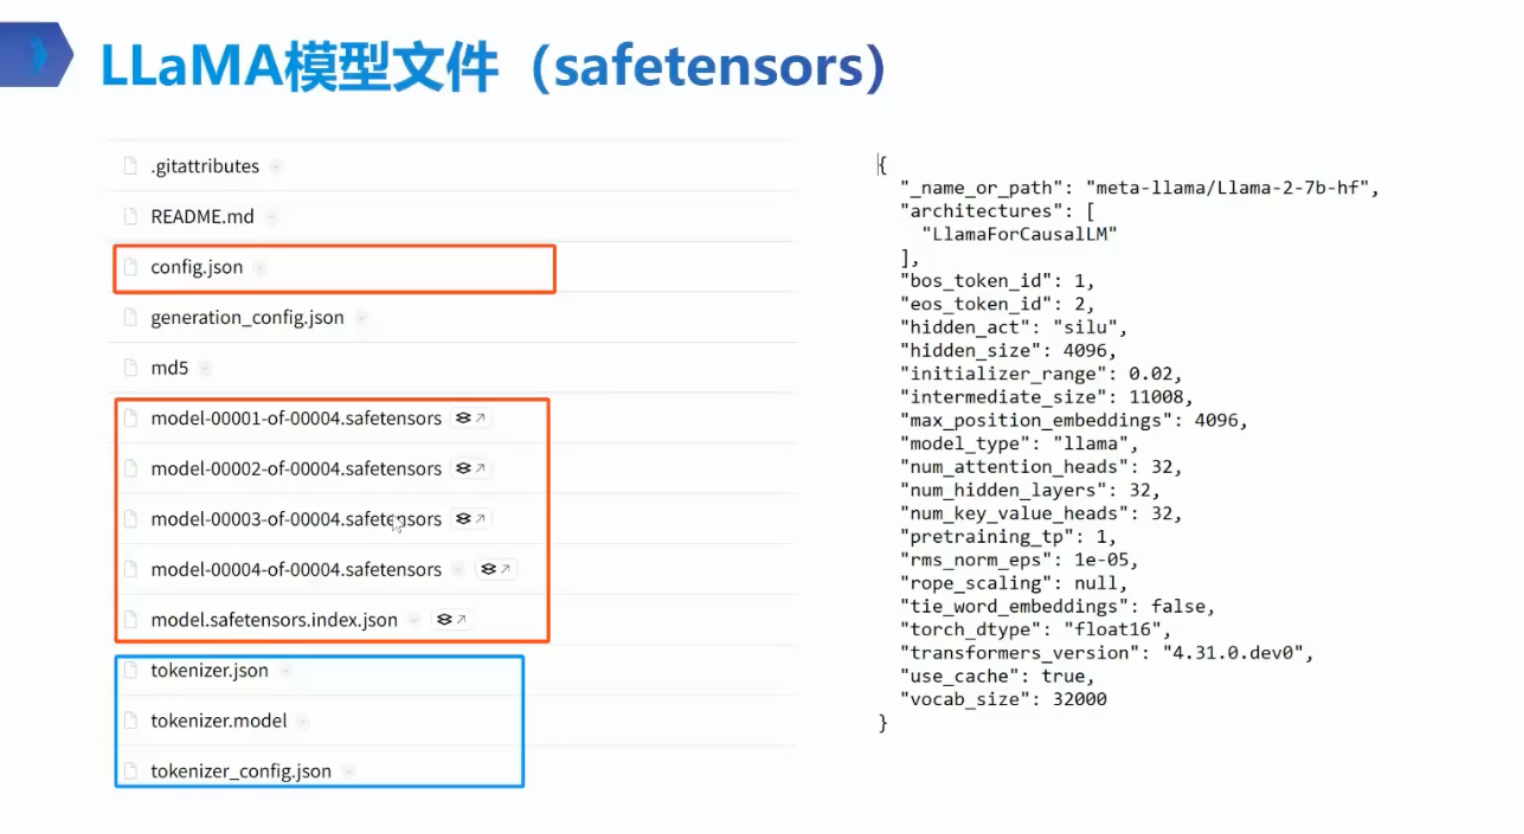 LLaMA模型文件（safetensors）
.gitattributes
README.md
config.json
generation_config.json
md5
model-00001-of-00004.safetensors
model-00002-of-00004.safetensors
model-00003-of-00004.safetensors
model-00004-of-00004.safetensors
model.safetensors.index.json
tokenizer.json
tokenizer.model
tokenizer_config.json
{
"_name_or_path": "meta-llama/Llama-2-7b-hf",
"architectures": [
"LlamaForCausalLM"
],
"bos_token_id": 1,
"eos_token_id": 2,
"hidden_act": "silu",
"hidden_size": 4096,
"initializer_range": 0.02,
"intermediate_size": 11008,
"max_position_embeddings": 4096,
"model_type": "llama",
"num_attention_heads": 32,
"num_hidden_layers": 32,
"num_key_value_heads": 32,
"pretraining_tp": 1,
"rms_norm_eps": 1e-05,
"rope_scaling": null,
"tie_word_embeddings": false,
"torch_dtype": "float16",
"transformers_version": "4.31.0.dev0",
"use_cache": true,
"vocab_size": 32000
}